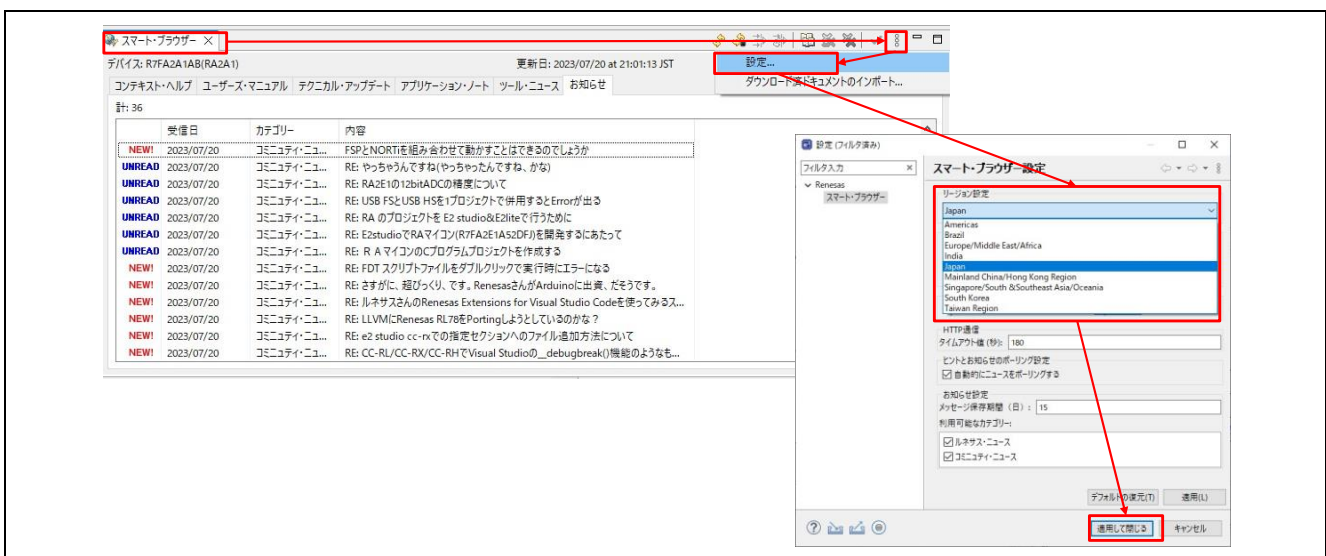 スマート・ブラウザー
デバイス: R7FA2A1AB(RA2A1)
更新日: 2023/07/20 at 21:01:13 JST
コンテキスト・ヘルプ ユーザーズ・マニュアル テクニカル・アップデート アプリケーション・ノート ツール・ニュース お知らせ
計: 36
受信日 カテゴリー 内容
NEW! 2023/07/20 コミュニティ・ニュ... FSPとNORTiを組み合わせて動かすことはできるのでしょうか
UNREAD 2023/07/20 コミュニティ・ニュ... RE: やっちゃうんですね(やっちゃったんですね、かな)
UNREAD 2023/07/20 コミュニティ・ニュ... RE: RA2E1の12bitADCの精度について
UNREAD 2023/07/20 コミュニティ・ニュ... RE: USB FSとUSB HSを1プロジェクトで併用するとErrorが出る
UNREAD 2023/07/20 コミュニティ・ニュ... RE: RA のプロジェクトを E2 studio&E2liteで行うために
UNREAD 2023/07/20 コミュニティ・ニュ... RE: E2studioでRAマイコン(R7FA2E1A52DFJ)を開発するにあたって
UNREAD 2023/07/20 コミュニティ・ニュ... RE: R AマイコンのCプログラムプロジェクトを作成する
NEW! 2023/07/20 コミュニティ・ニュ... RE: FDT スクリプトファイルをダブルクリックで実行時にエラーになる
NEW! 2023/07/20 コミュニティ・ニュ... RE: さすがに、超びっくり、です。RenesasさんがArduinoに出資、だそうです。
NEW! 2023/07/20 コミュニティ・ニュ... RE: ルネサスさんのRenesas Extensions for Visual Studio Codeを使ってみるス...
NEW! 2023/07/20 コミュニティ・ニュ... RE: LLVMにRenesas RL78をPortingしようとしているのかな？
NEW! 2023/07/20 コミュニティ・ニュ... RE: e2 studio cc-rxでの指定セクションへのファイル追加方法について
NEW! 2023/07/20 コミュニティ・ニュ... RE: CC-RL/CC-RX/CC-RHでVisual Studioの__debugbreak()機能のようなも...
設定...
ダウンロード済ドキュメントのインポート...
設定 (フィルタ済み)
フィルタ入力
Renesas
スマート・ブラウザー
スマート・ブラウザー設定
リージョン設定
Japan
Americas
Brazil
Europe/Middle East/Africa
India
Japan
Mainland China/Hong Kong Region
Singapore/South &Southeast Asia/Oceania
South Korea
Taiwan Region
HTTP通信
タイムアウト値 (秒): 180
ヒントとお知らせのポーリング設定
自動的にニュースをポーリングする
お知らせ設定
メッセージ保存期間（日）: 15
利用可能なカテゴリー:
ルネサス・ニュース
コミュニティ・ニュース
デフォルトの復元(T) 適用(L)
適用して閉じる キャンセル